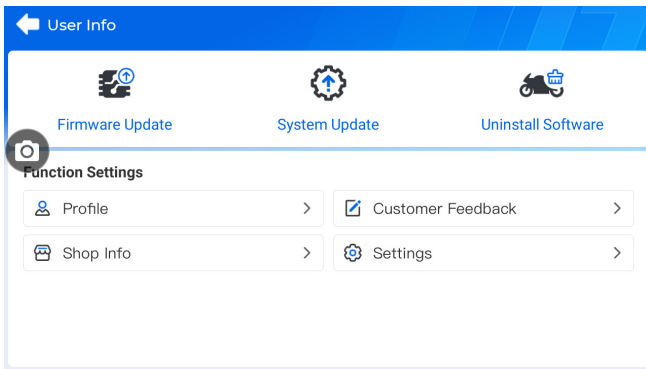 User Info
Firmware Update
System Update
Uninstall Software
Function Settings
Profile
Customer Feedback
Shop Info
Settings